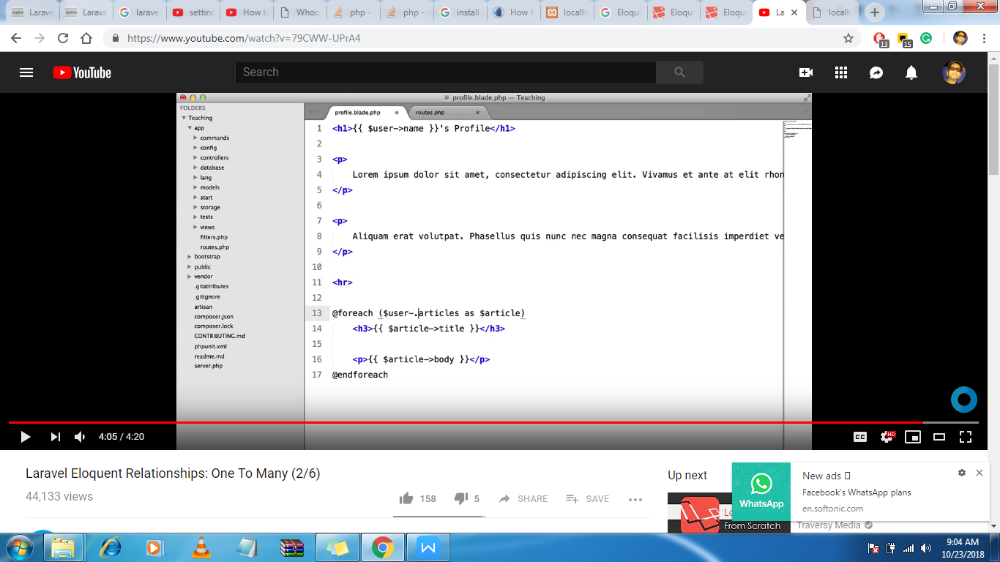 Larave
Larave
larave
setting
How to
Whoo
php -
php -
install
How t
localh
Eloqu
Eloque
Eloque
La
localh
https://www.youtube.com/watch?v=79CWW-UPrA4
13
15
YouTube
Search
profile.blade.php — Teaching
FOLDERS
Teaching
app
commands
config
controllers
database
lang
models
start
storage
tests
views
filters.php
routes.php
bootstrap
public
vendor
.gitattributes
.gitignore
artisan
composer.json
composer.lock
CONTRIBUTING.md
phpunit.xml
readme.md
server.php
profile.blade.php
routes.php
1 <h1>{{ $user->name }}'s Profile</h1>
2
3 <p>
4 Lorem ipsum dolor sit amet, consectetur adipiscing elit. Vivamus et ante at elit rhon
5 </p>
6
7 <p>
8 Aliquam erat volutpat. Phasellus quis nunc nec magna consequat facilisis imperdiet ve
9 </p>
10
11 <hr>
12
13 @foreach ($user-.articles as $article)
14 <h3>{{ $article->title }}</h3>
15
16 <p>{{ $article->body }}</p>
17 @endforeach
4:05 / 4:20
CC
HD
Laravel Eloquent Relationships: One To Many (2/6)
44,133 views
158
5
SHARE
SAVE
Up next
From Scratch
Traversy Media
WhatsApp
New ads
Facebook's WhatsApp plans
en.softonic.com
W
9:04 AM
10/23/2018